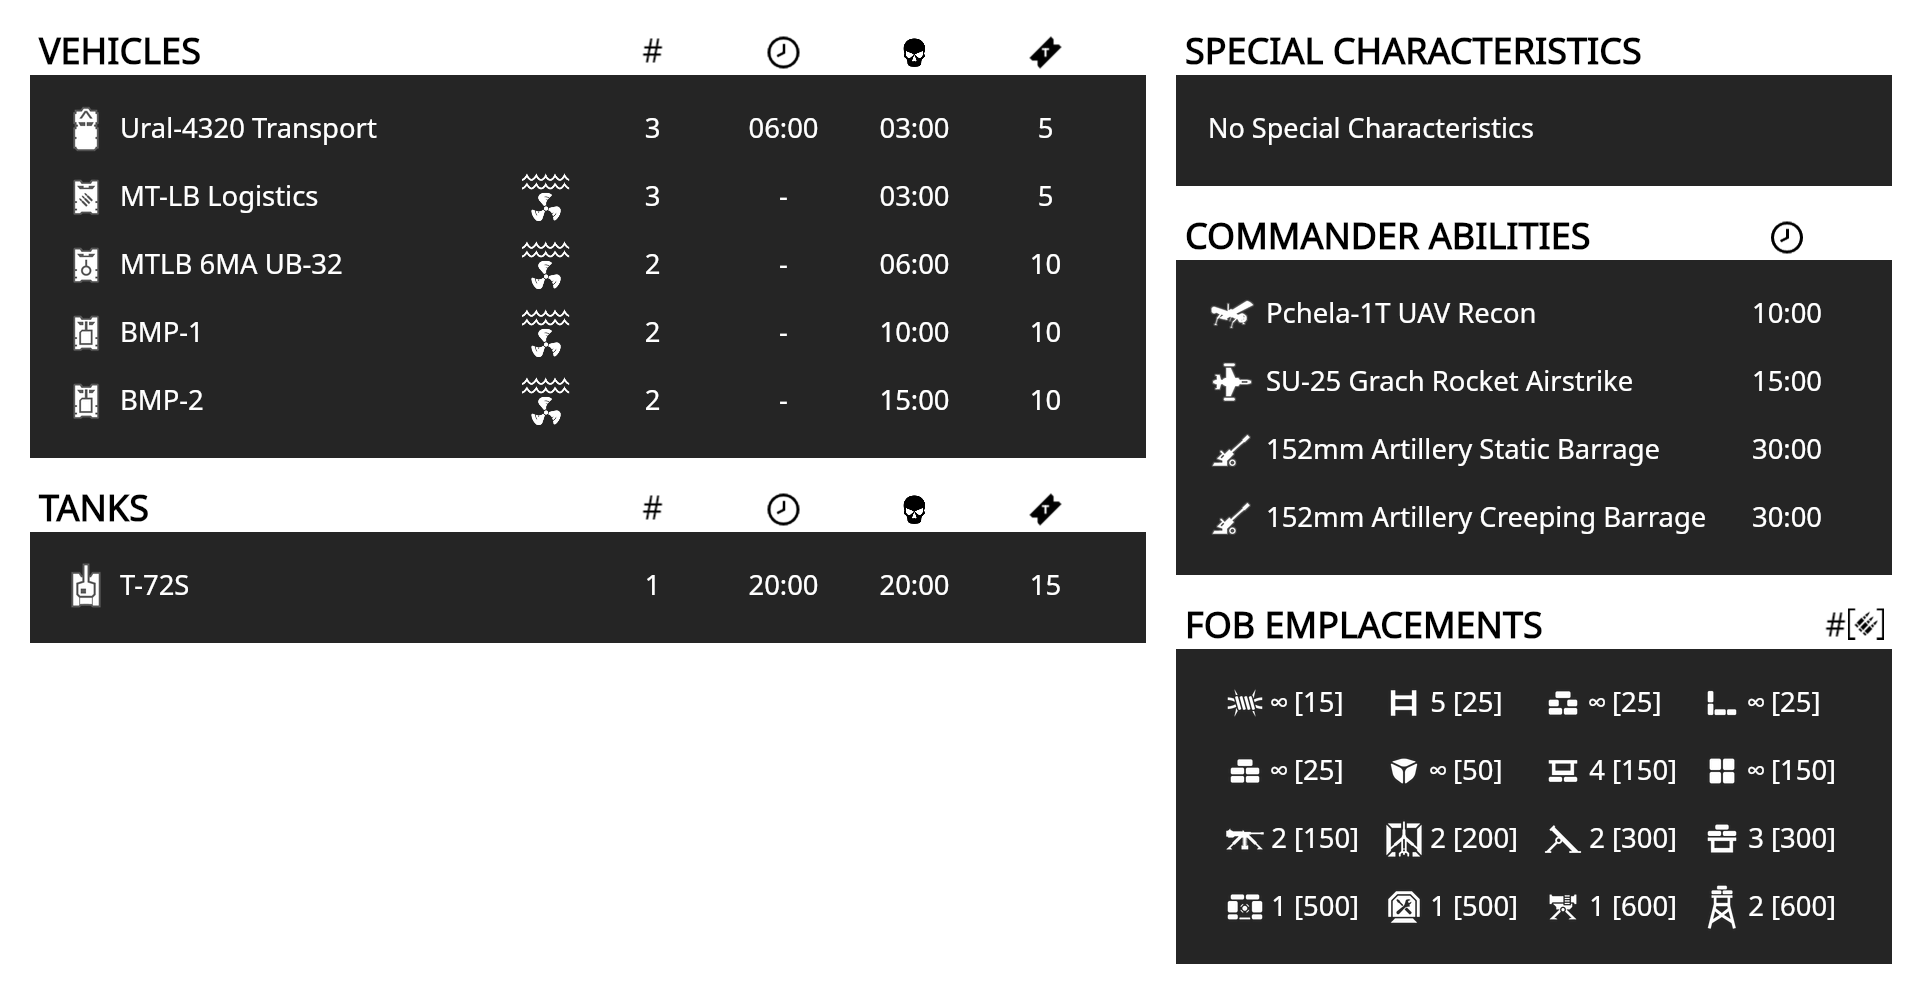 VEHICLES #
T
Ural-4320 Transport 3 06:00 03:00 5
MT-LB Logistics 3 - 03:00 5
MTLB 6MA UB-32 2 - 06:00 10
BMP-1 2 - 10:00 10
BMP-2 2 - 15:00 10
TANKS #
T
T-72S 1 20:00 20:00 15
SPECIAL CHARACTERISTICS
No Special Characteristics
COMMANDER ABILITIES
Pchela-1T UAV Recon 10:00
SU-25 Grach Rocket Airstrike 15:00
152mm Artillery Static Barrage 30:00
152mm Artillery Creeping Barrage 30:00
FOB EMPLACEMENTS #[]
∞ [15] 5 [25] ∞ [25] ∞ [25]
∞ [25] ∞ [50] 4 [150] ∞ [150]
2 [150] 2 [200] 2 [300] 3 [300]
1 [500] 1 [500] 1 [600] 2 [600]